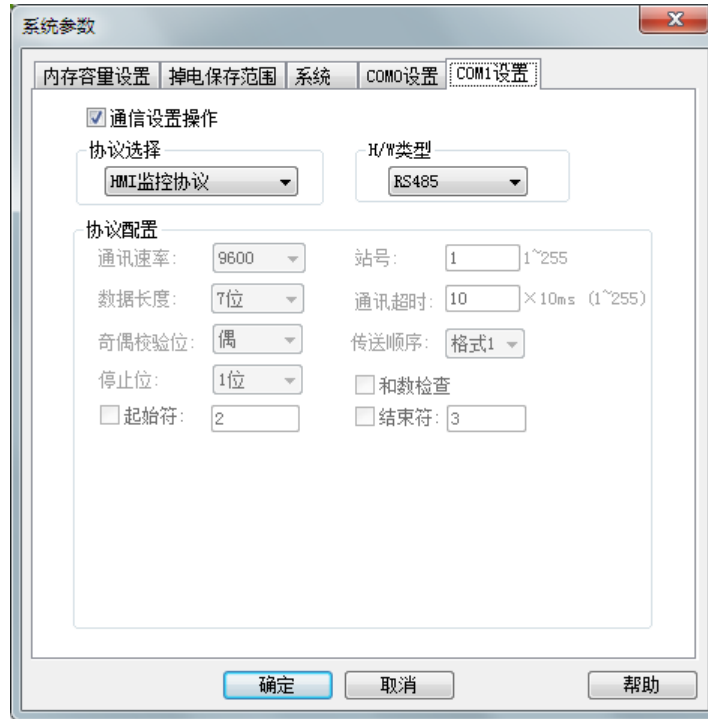 系统参数
内存容量设置 掉电保存范围 系统 COM0设置 COM1设置
通信设置操作
协议选择 H/W类型
HMI监控协议 RS485
协议配置
通讯速率: 9600 站号: 1 1~255
数据长度: 7位 通讯超时: 10 ×10ms (1~255)
奇偶校验位: 偶 传送顺序: 格式1
停止位: 1位 和数检查
起始符: 2 结束符: 3
确定 取消 帮助